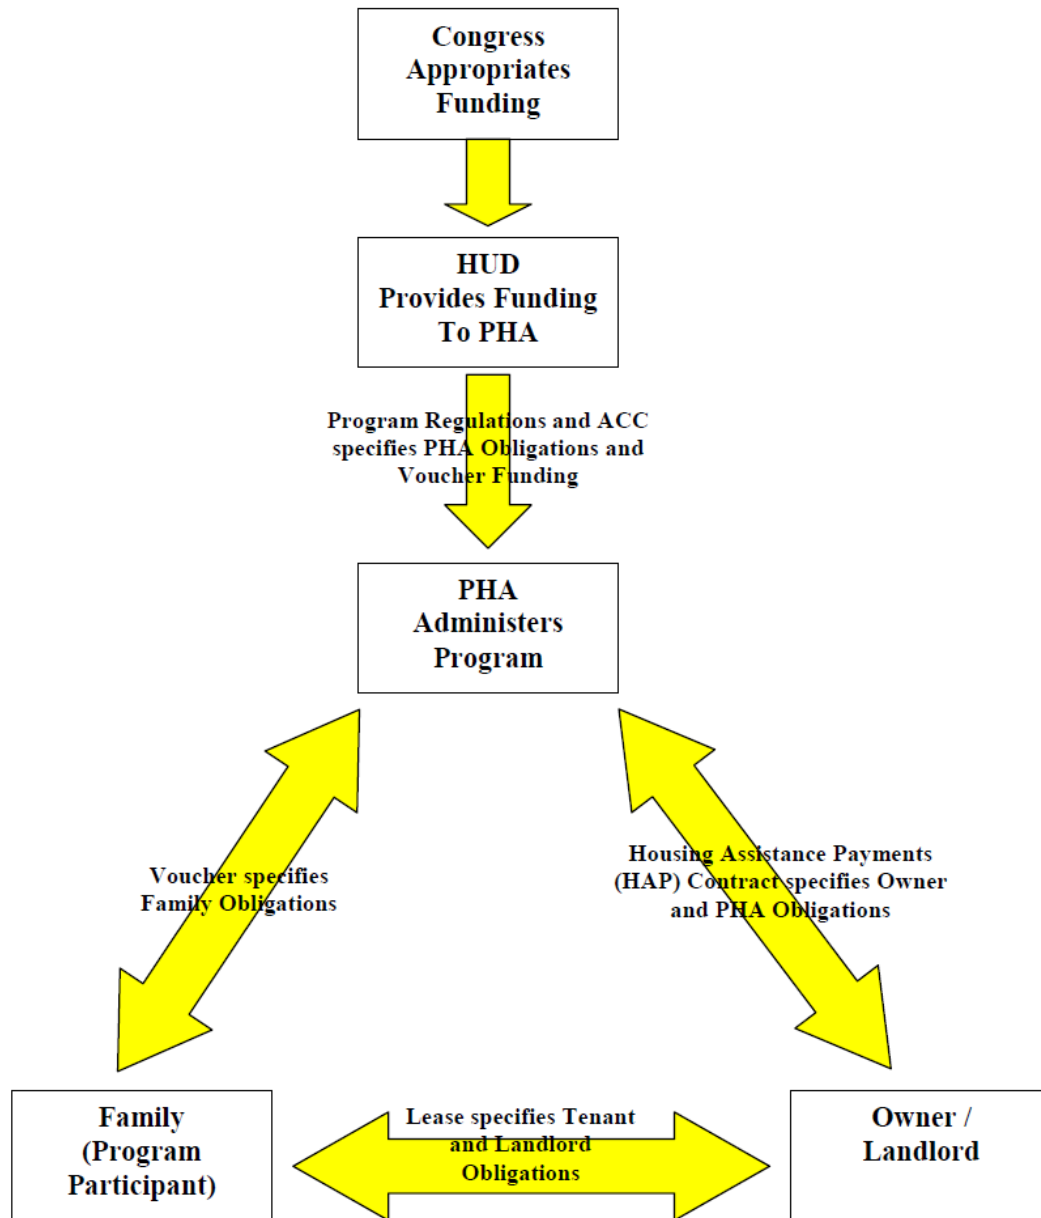 Congress
Appropriates
Funding
HUD
Provides Funding
To PHA
Program Regulations and ACC
specifies PHA Obligations and
Voucher Funding
PHA
Administers
Program
Voucher specifies
Family Obligations
Housing Assistance Payments
(HAP) Contract specifies Owner
and PHA Obligations
Family
(Program
Participant)
Lease specifies Tenant
and Landlord
Obligations
Owner /
Landlord